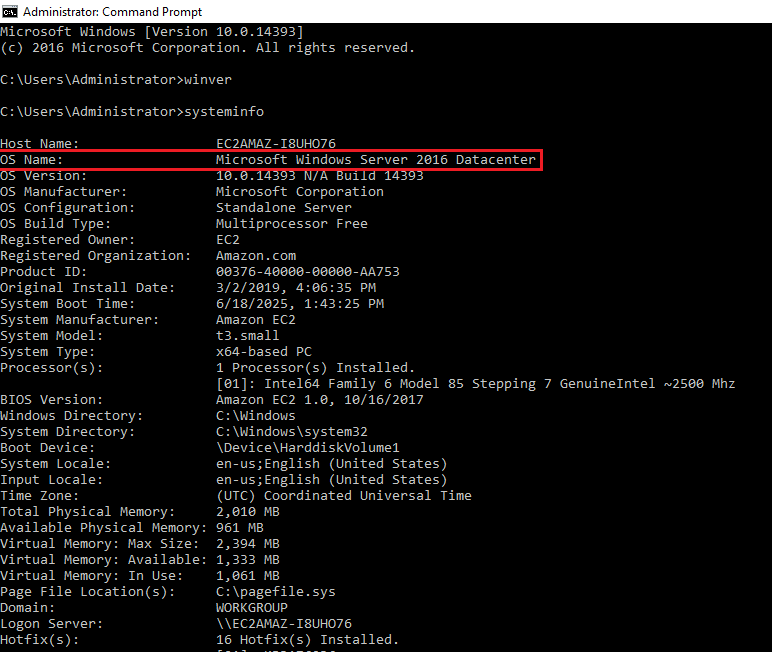 Administrator: Command Prompt
Microsoft Windows [Version 10.0.14393]
(c) 2016 Microsoft Corporation. All rights reserved.
C:\Users\Administrator>winver
C:\Users\Administrator>systeminfo
Host Name: EC2AMAZ-I8UHO76
OS Name: Microsoft Windows Server 2016 Datacenter
OS Version: 10.0.14393 N/A Build 14393
OS Manufacturer: Microsoft Corporation
OS Configuration: Standalone Server
OS Build Type: Multiprocessor Free
Registered Owner: EC2
Registered Organization: Amazon.com
Product ID: 00376-40000-00000-AA753
Original Install Date: 3/2/2019, 4:06:35 PM
System Boot Time: 6/18/2025, 1:43:25 PM
System Manufacturer: Amazon EC2
System Model: t3.small
System Type: x64-based PC
Processor(s): 1 Processor(s) Installed.
[01]: Intel64 Family 6 Model 85 Stepping 7 GenuineIntel ~2500 Mhz
BIOS Version: Amazon EC2 1.0, 10/16/2017
Windows Directory: C:\Windows
System Directory: C:\Windows\system32
Boot Device: \Device\HarddiskVolume1
System Locale: en-us;English (United States)
Input Locale: en-us;English (United States)
Time Zone: (UTC) Coordinated Universal Time
Total Physical Memory: 2,010 MB
Available Physical Memory: 961 MB
Virtual Memory: Max Size: 2,394 MB
Virtual Memory: Available: 1,333 MB
Virtual Memory: In Use: 1,061 MB
Page File Location(s): C:\pagefile.sys
Domain: WORKGROUP
Logon Server: \\EC2AMAZ-I8UHO76
Hotfix(s): 16 Hotfix(s) Installed.